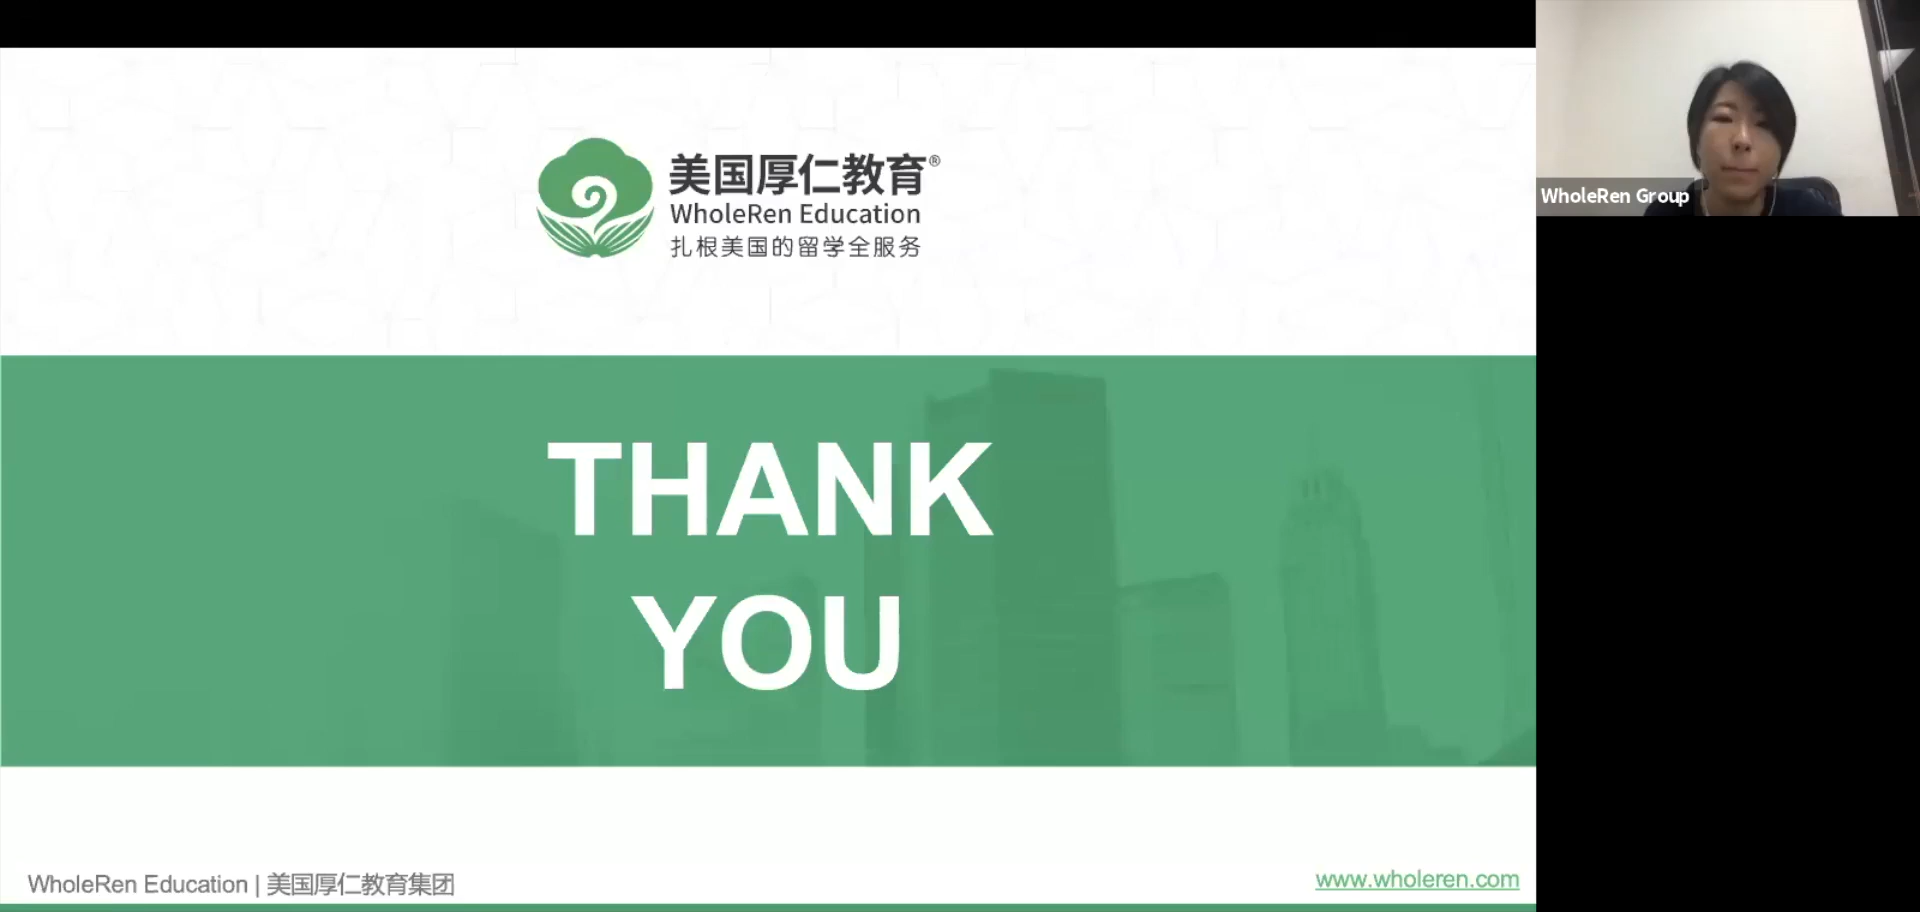 美国厚仁教育®
WholeRen Education
扎根美国的留学全服务
WholeRen Group
THANK
YOU
WholeRen Education | 美国厚仁教育集团
www.wholeren.com